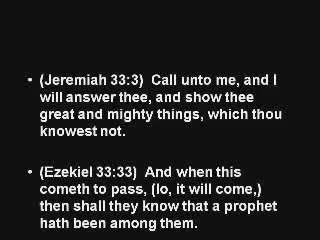 • (Jeremiah 33:3)  Call unto me, and I
will answer thee, and show thee
great and mighty things, which thou
knowest not.
• (Ezekiel 33:33)  And when this
cometh to pass, (lo, it will come,)
then shall they know that a prophet
hath been among them.